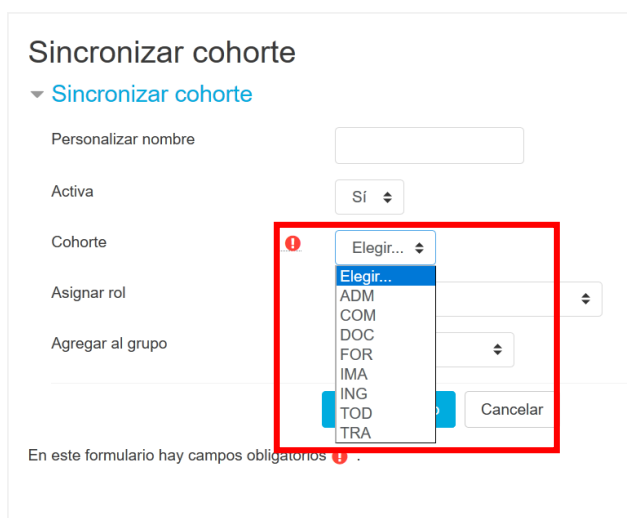 Sincronizar cohorte
Sincronizar cohorte
Personalizar nombre
Activa
Sí
Cohorte
Elegir...
Elegir...
ADM
COM
DOC
FOR
IMA
ING
TOD
TRA
Asignar rol
Agregar al grupo
Cancelar
En este formulario hay campos obligatorios ! .